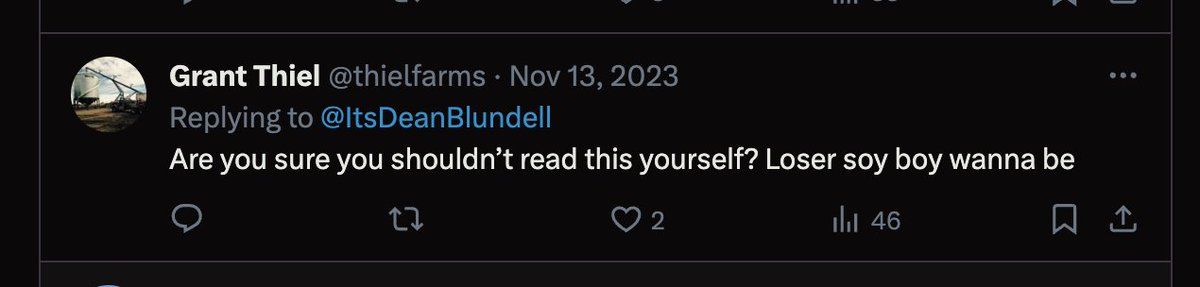 Grant Thiel @thielfarms · Nov 13, 2023
Replying to @ItsDeanBlundell
Are you sure you shouldn't read this yourself? Loser soy boy wanna be
2 46